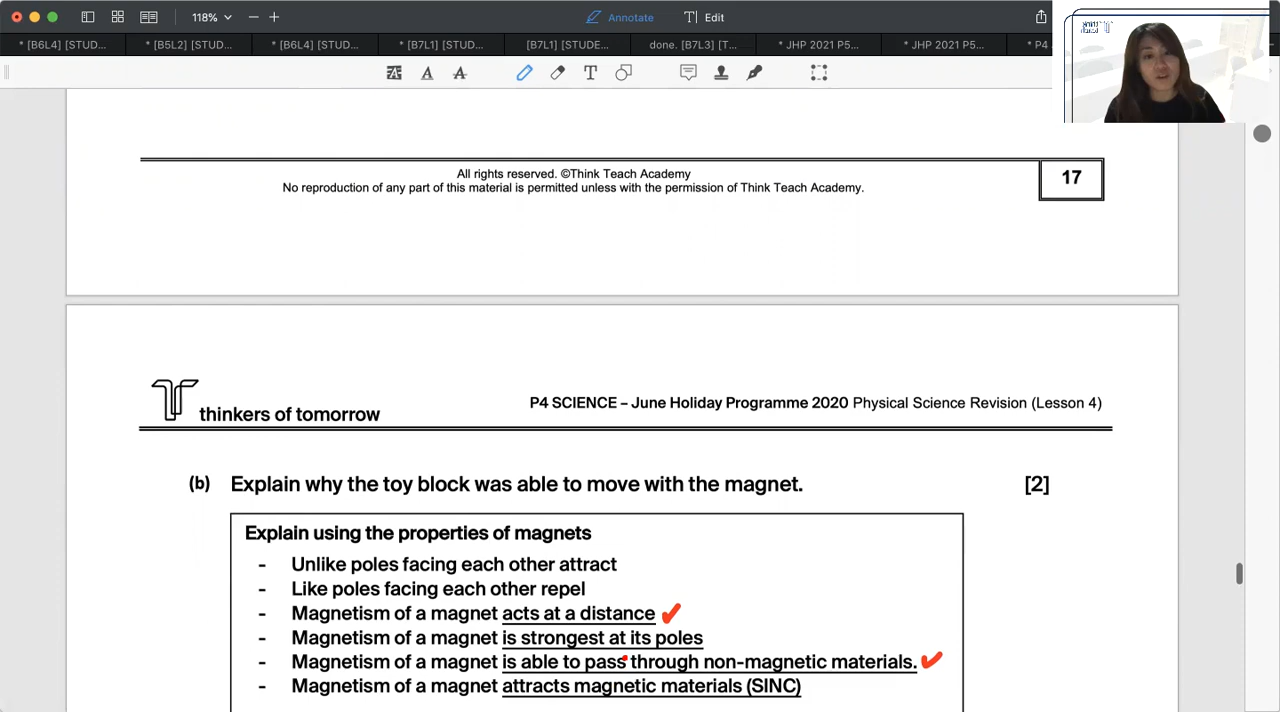 118%
Annotate
T Edit
* [B6L4] [STUD...
* [B5L2] [STUD...
* [B6L4] [STUD...
* [B7L1] [STUD...
[B7L1] [STUDE...
done. [B7L3] [T...
* JHP 2021 P5...
* JHP 2021 P5...
* P4
All rights reserved. ©Think Teach Academy
No reproduction of any part of this material is permitted unless with the permission of Think Teach Academy.
17
thinkers of tomorrow
P4 SCIENCE – June Holiday Programme 2020 Physical Science Revision (Lesson 4)
(b) Explain why the toy block was able to move with the magnet. [2]
Explain using the properties of magnets
- Unlike poles facing each other attract
- Like poles facing each other repel
- Magnetism of a magnet acts at a distance
- Magnetism of a magnet is strongest at its poles
- Magnetism of a magnet is able to pass through non-magnetic materials.
- Magnetism of a magnet attracts magnetic materials (SINC)